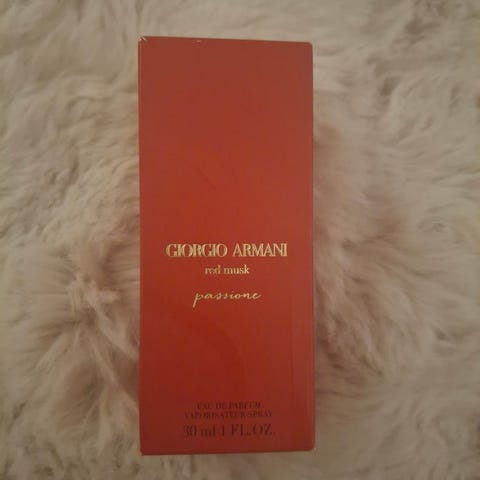 GIORGIO ARMANI
red musk
passione
EAU DE PARFUM
VAPORISATEUR SPRAY
30 ml 1 FL.OZ.